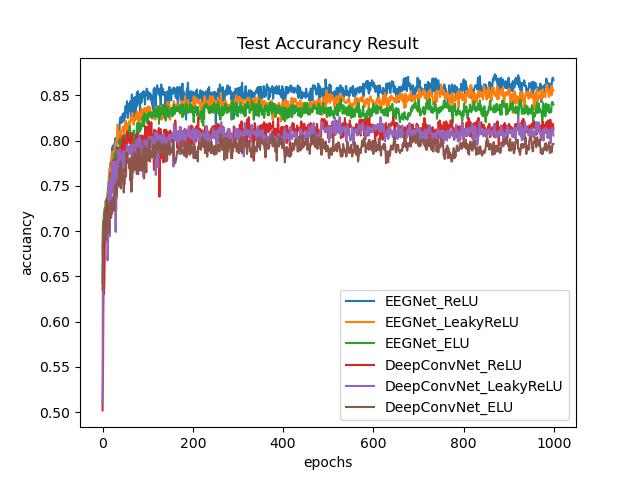 Test Accurancy Result
accuancy
0.85
0.80
0.75
0.70
0.65
0.60
0.55
0.50
EEGNet_ReLU
EEGNet_LeakyReLU
EEGNet_ELU
DeepConvNet_ReLU
DeepConvNet_LeakyReLU
DeepConvNet_ELU
0 200 400 600 800 1000
epochs